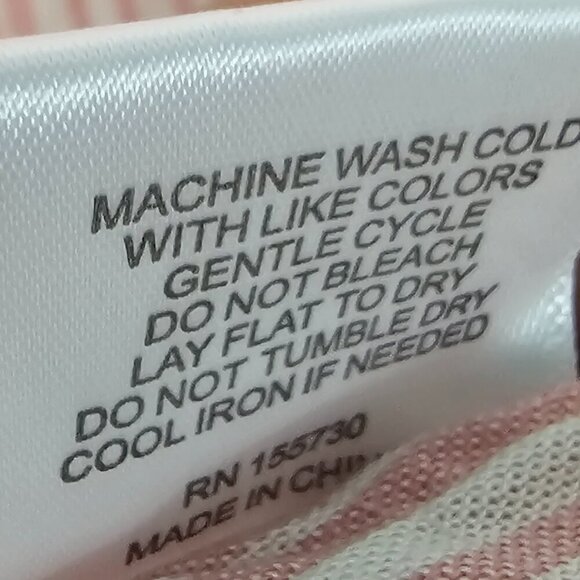 MACHINE WASH COLD
WITH LIKE COLORS
GENTLE CYCLE
DO NOT BLEACH
LAY FLAT TO DRY
DO NOT TUMBLE DRY
COOL IRON IF NEEDED
RN 155730
MADE IN CHIN